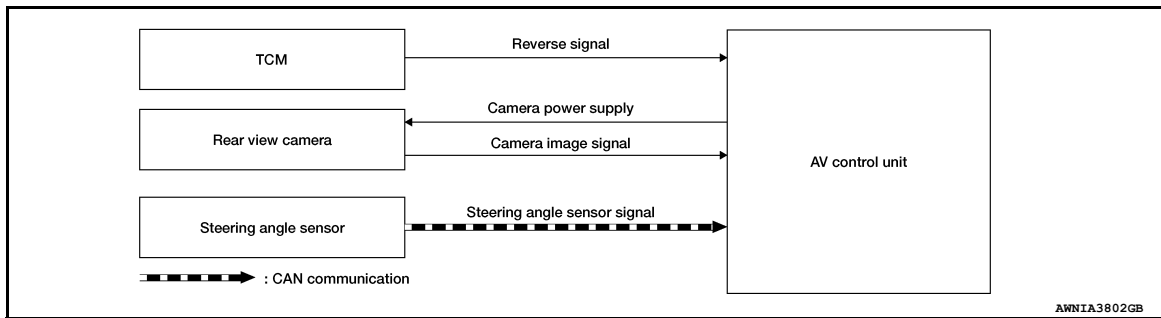 TCM
Reverse signal
Camera power supply
Rear view camera
Camera image signal
AV control unit
Steering angle sensor
Steering angle sensor signal
: CAN communication
AWNIA3802GB